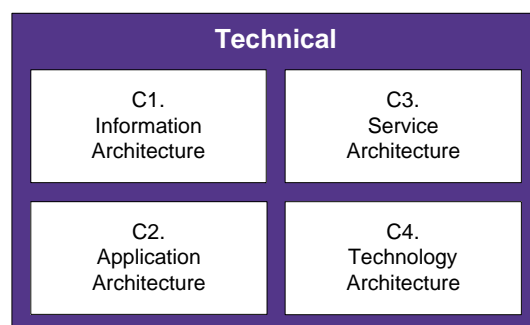 Technical
C1.
Information
Architecture
C3.
Service
Architecture
C2.
Application
Architecture
C4.
Technology
Architecture